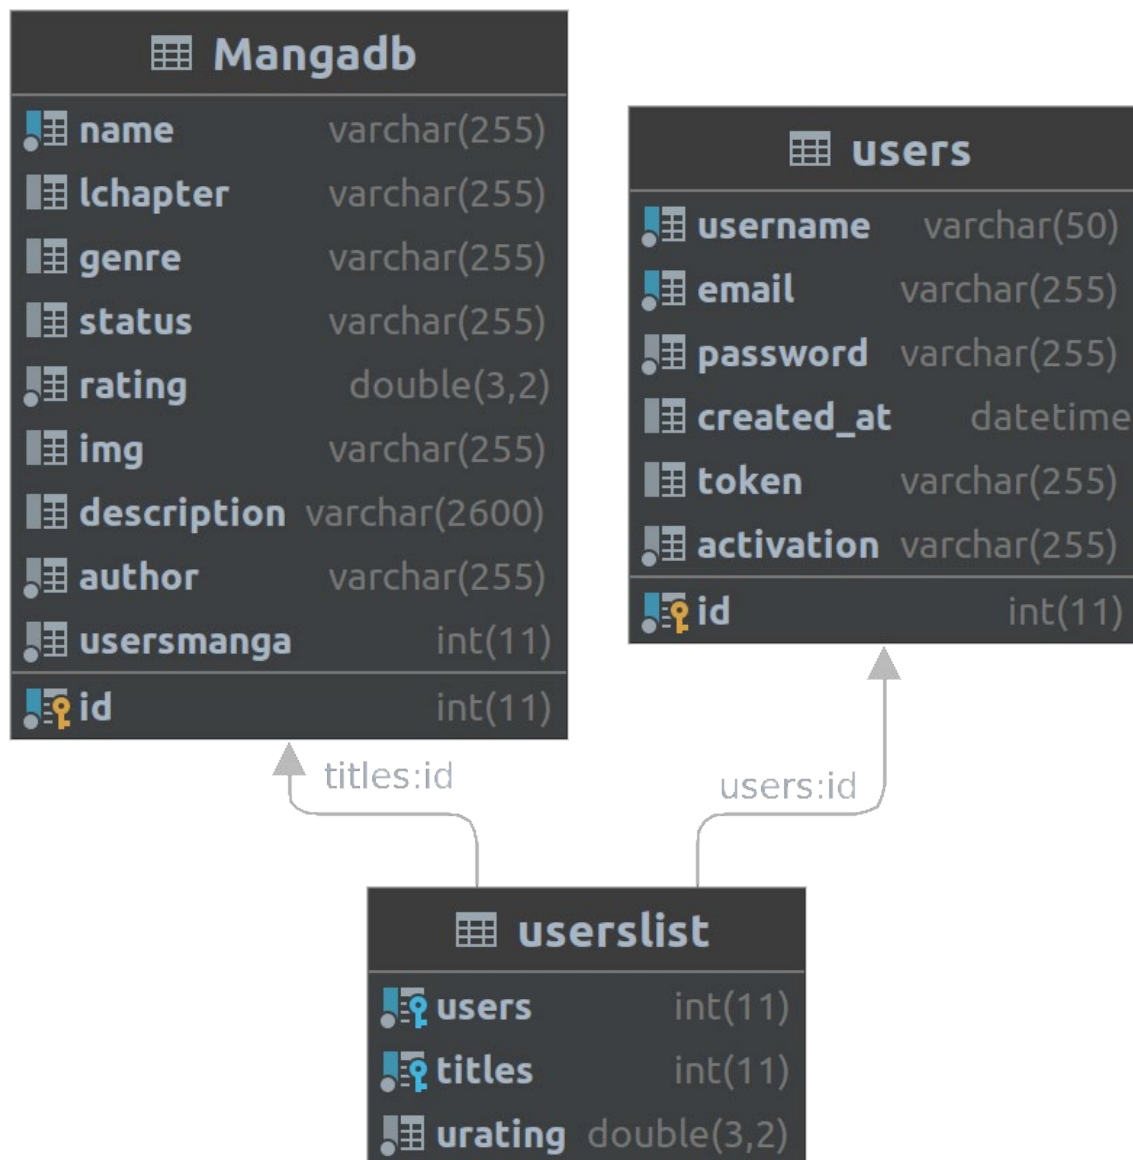 Mangadb
name varchar(255)
lchapter varchar(255)
genre varchar(255)
status varchar(255)
rating double(3,2)
img varchar(255)
description varchar(2600)
author varchar(255)
usersmanga int(11)
id int(11)
users
username varchar(50)
email varchar(255)
password varchar(255)
created_at datetime
token varchar(255)
activation varchar(255)
id int(11)
titles:id
users:id
userslist
users int(11)
titles int(11)
urating double(3,2)